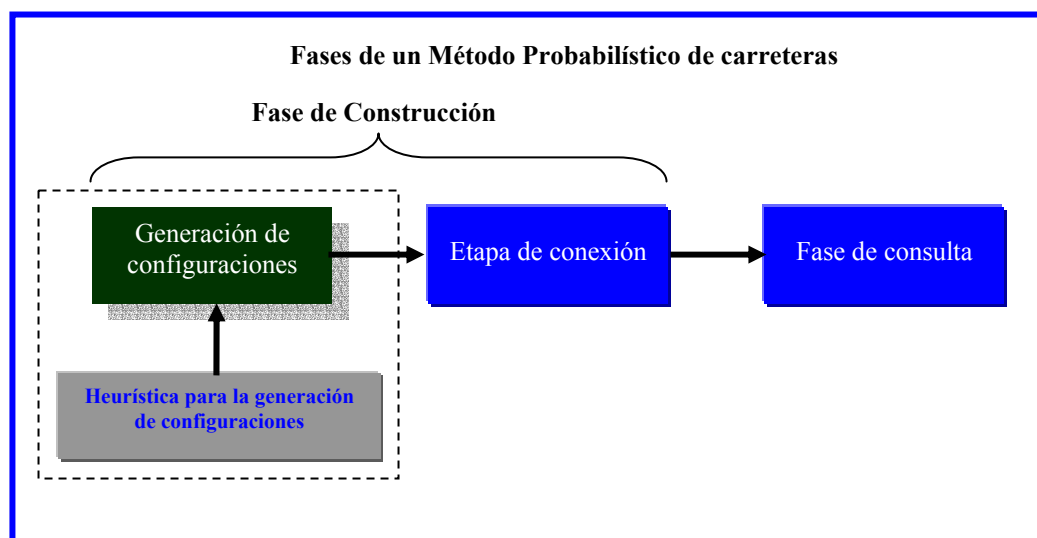 Fases de un Método Probabilístico de carreteras
Fase de Construcción
Generación de
configuraciones
Etapa de conexión
Fase de consulta
Heurística para la generación
de configuraciones